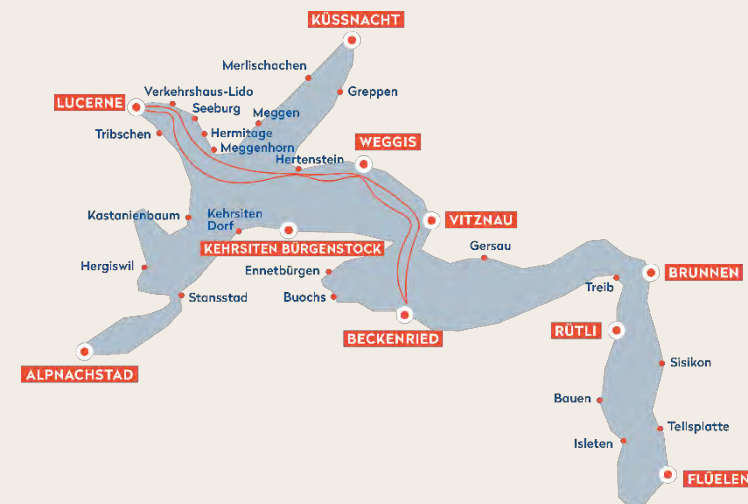 KÜSSNACHT
Merlischachen
Verkehrshaus-Lido
Greppen
LUCERNE
Seeburg
Meggen
Tribschen
Hermitage
Meggenhorn
WEGGIS
Hertenstein
Kastanienbaum
Kehrsiten
Dorf
VITZNAU
KEHRSITEN BÜRGENSTOCK
Gersau
Hergiswil
Ennetbürgen
BRUNNEN
Treib
Stansstad
Buochs
RÜTLI
BECKENRIED
ALPNACHSTAD
Sisikon
Bauen
Tellsplatte
Isleten
FLÜELEN